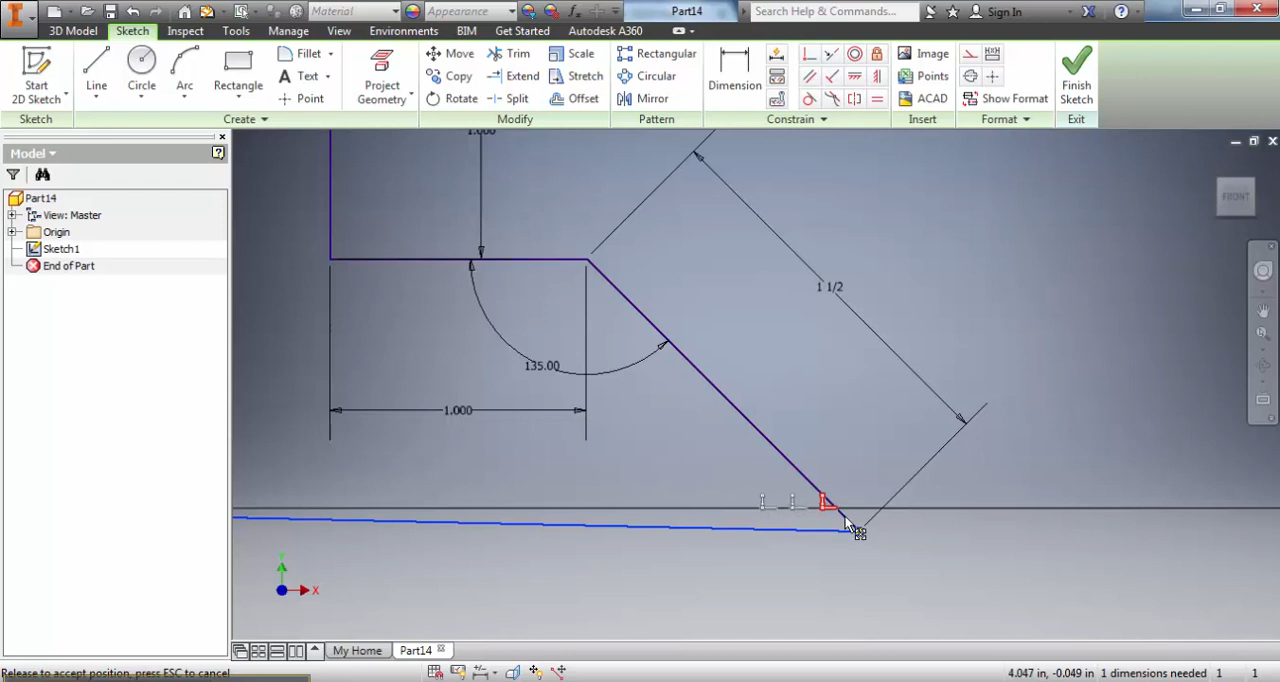 Material
Appearance
Part14
Search Help & Commands...
Sign In
3D Model Sketch Inspect Tools Manage View Environments BIM Get Started Autodesk A360
Start 2D Sketch
Line
Circle
Arc
Rectangle
Fillet
Text
Point
Project Geometry
Move
Copy
Rotate
Trim
Extend
Split
Scale
Stretch
Offset
Rectangular
Circular
Mirror
Dimension
Image
Points
ACAD
Show Format
Finish Sketch
Sketch Create Modify Pattern Constrain Insert Format Exit
Model
Part14
View: Master
Origin
Sketch1
End of Part
1.000
FRONT
1 1/2
135.00
1.000
Y
X
My Home Part14
Release to accept position, press ESC to cancel
4.047 in, -0.049 in 1 dimensions needed 1 1